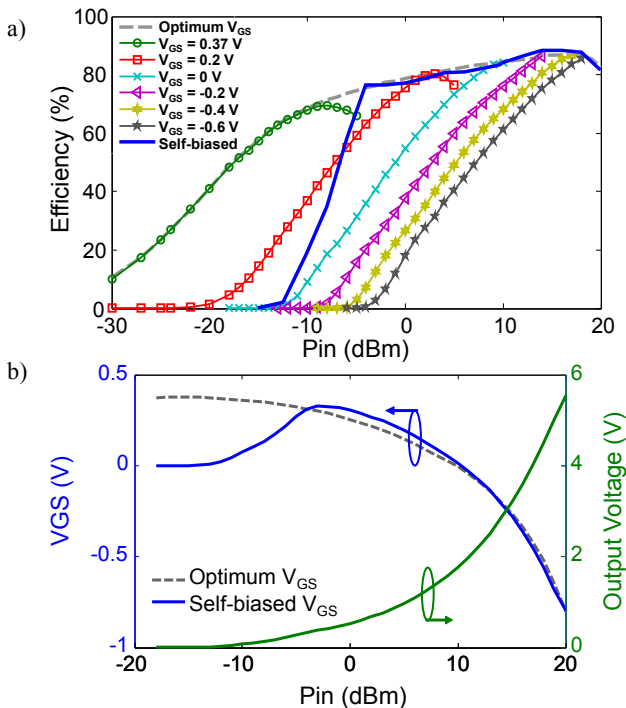 a)
Optimum VGS
VGS = 0.37 V
VGS = 0.2 V
VGS = 0 V
VGS = -0.2 V
VGS = -0.4 V
VGS = -0.6 V
Self-biased
Efficiency (%)
100
80
60
40
20
0
-30 -20 -10 0 10 20
Pin (dBm)
b)
VGS (V)
0.5
0
-0.5
-1
Optimum VGS
Self-biased VGS
6
4
2
0
Output Voltage (V)
-20 -10 0 10 20
Pin (dBm)